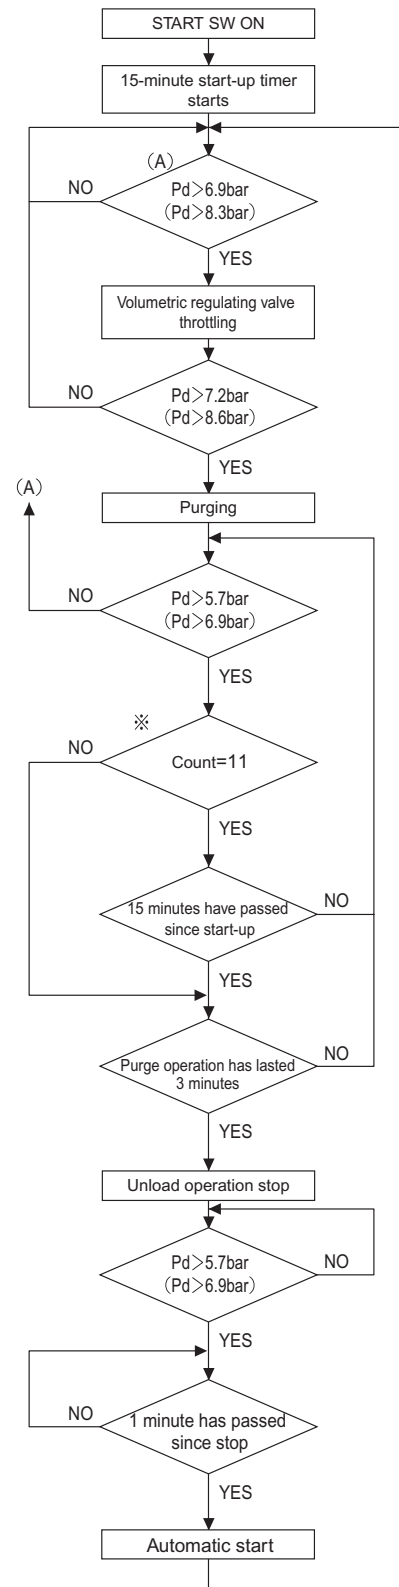 START SW ON
15-minute start-up timer
starts
(A)
NO
Pd＞6.9bar
(Pd＞8.3bar)
YES
Volumetric regulating valve
throttling
NO
Pd＞7.2bar
(Pd＞8.6bar)
YES
(A)
Purging
NO
Pd＞5.7bar
(Pd＞6.9bar)
YES
※
NO
Count=11
YES
15 minutes have passed
since start-up
NO
YES
Purge operation has lasted
3 minutes
NO
YES
Unload operation stop
Pd＞5.7bar
(Pd＞6.9bar)
NO
YES
NO
1 minute has passed
since stop
YES
Automatic start